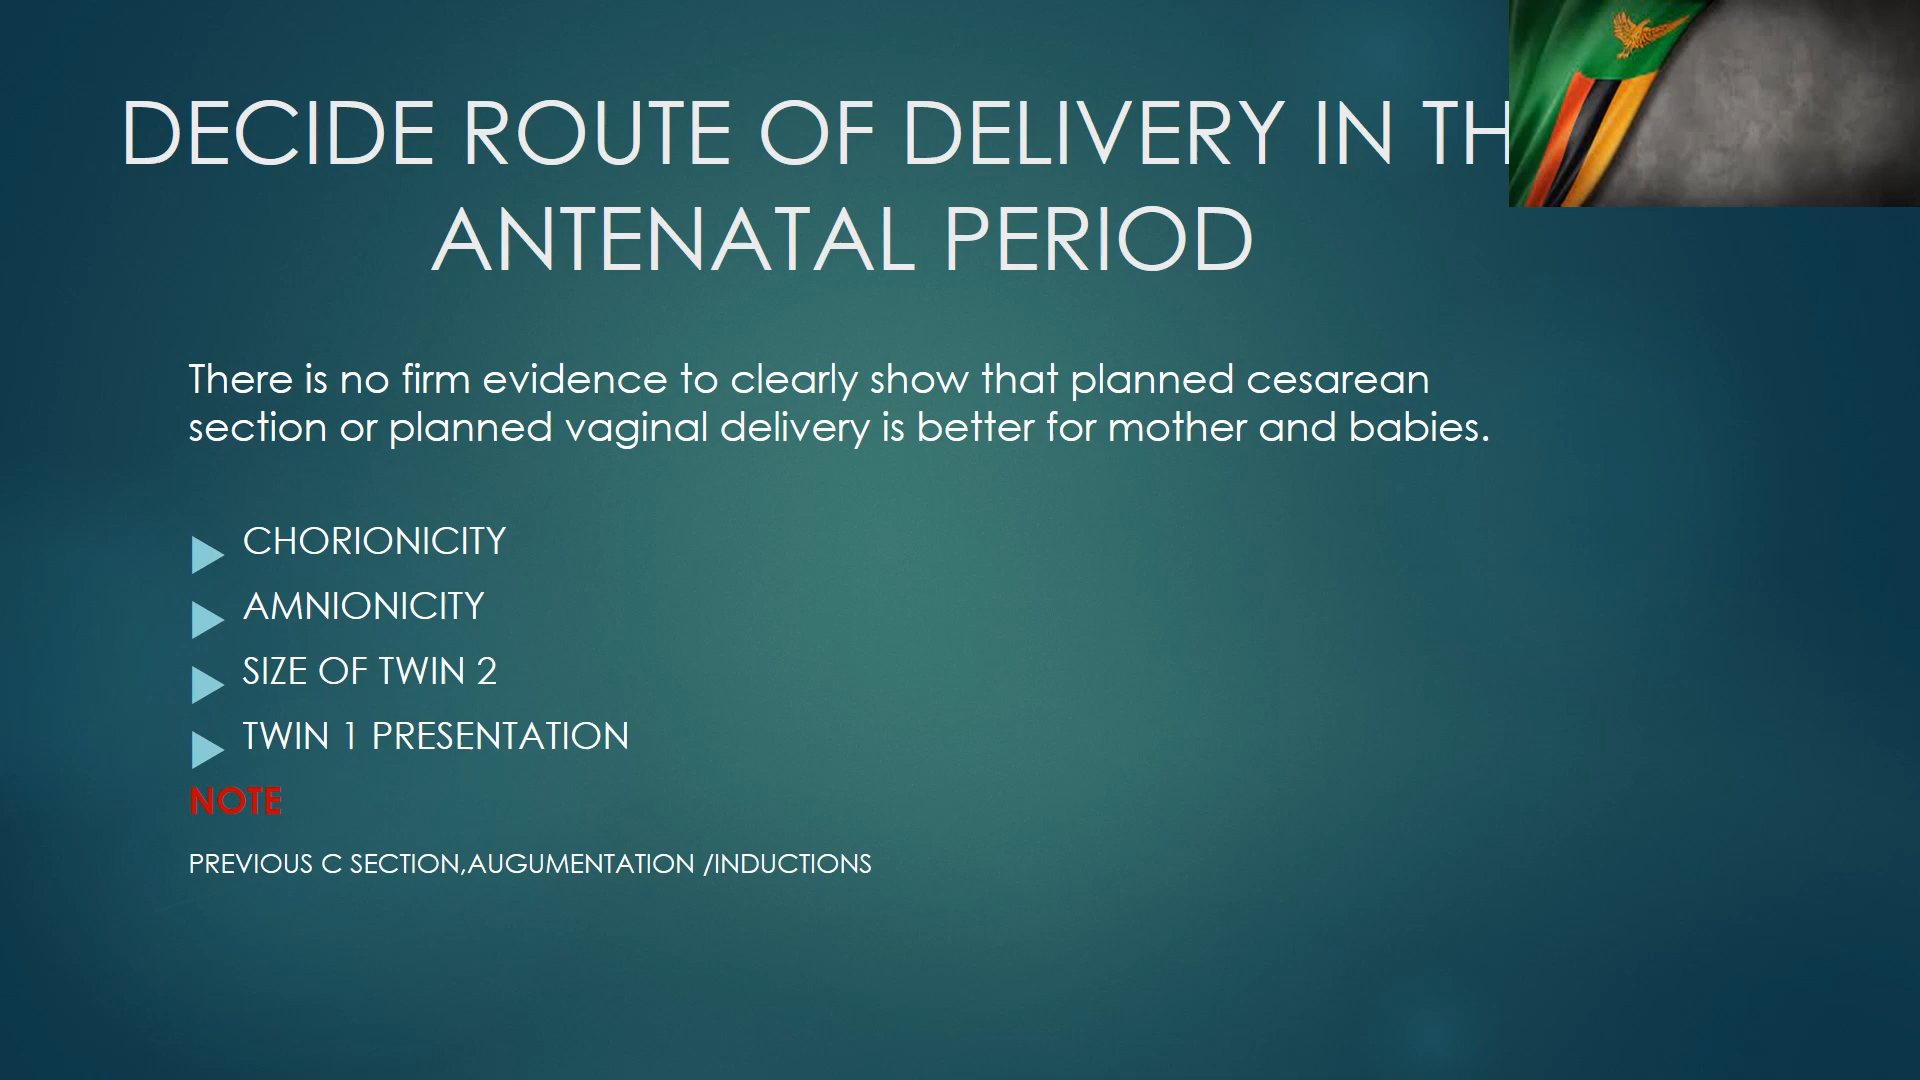 DECIDE ROUTE OF DELIVERY IN TH
ANTENATAL PERIOD
There is no firm evidence to clearly show that planned cesarean
section or planned vaginal delivery is better for mother and babies.
CHORIONICITY
AMNIONICITY
SIZE OF TWIN 2
TWIN 1 PRESENTATION
NOTE
PREVIOUS C SECTION,AUGUMENTATION /INDUCTIONS